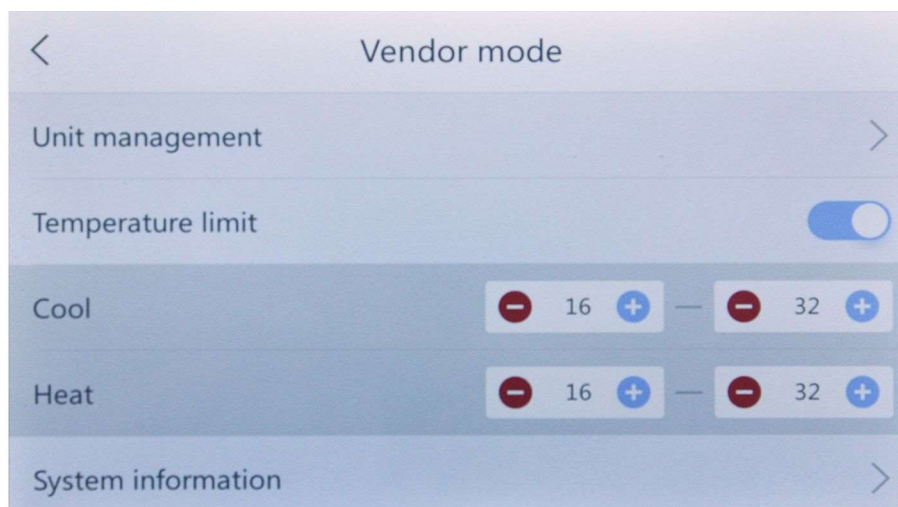 Vendor mode
Unit management
Temperature limit
Cool 16 — 32
Heat 16 — 32
System information